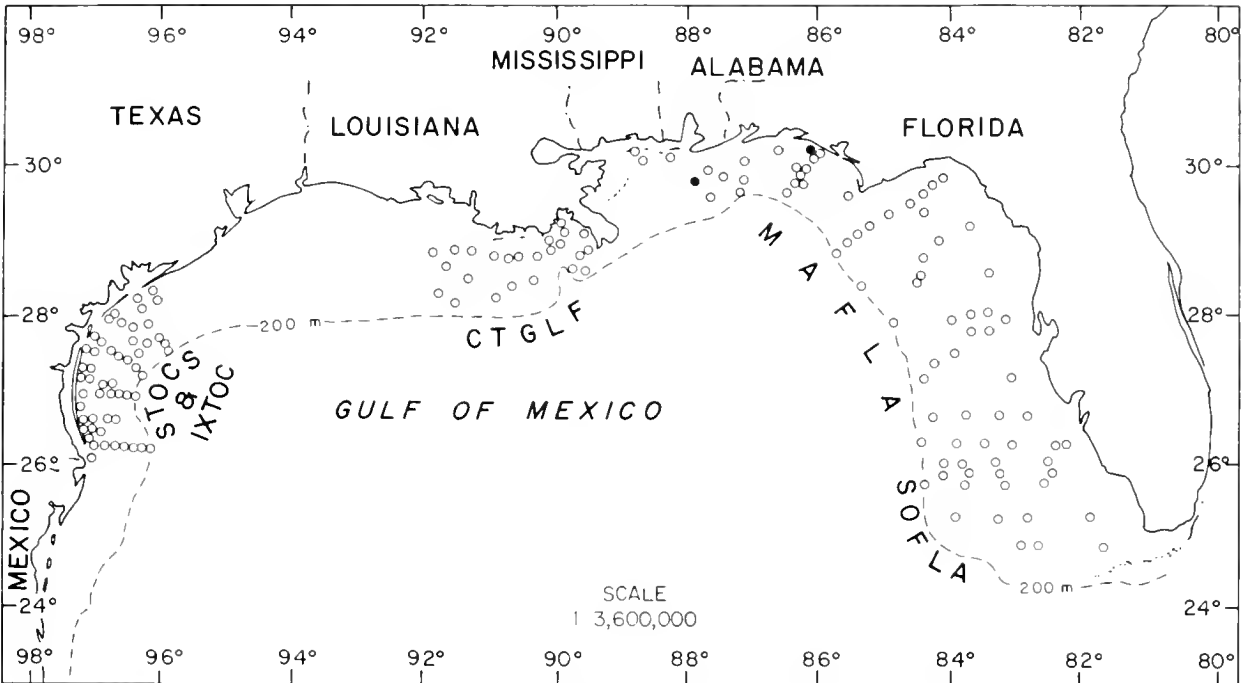 98° 96° 94° 92° 90° 88° 86° 84° 82° 80°
MISSISSIPPI ALABAMA
TEXAS LOUISIANA FLORIDA
30° 30°
MAFLA
28° 28°
200 m
CTGLF
STOCS
&
IXTOC
GULF OF MEXICO
26° 26°
MEXICO
SOFLA
SCALE
1 3,600,000
200 m
24° 24°
98° 96° 94° 92° 90° 88° 86° 84° 82° 80°